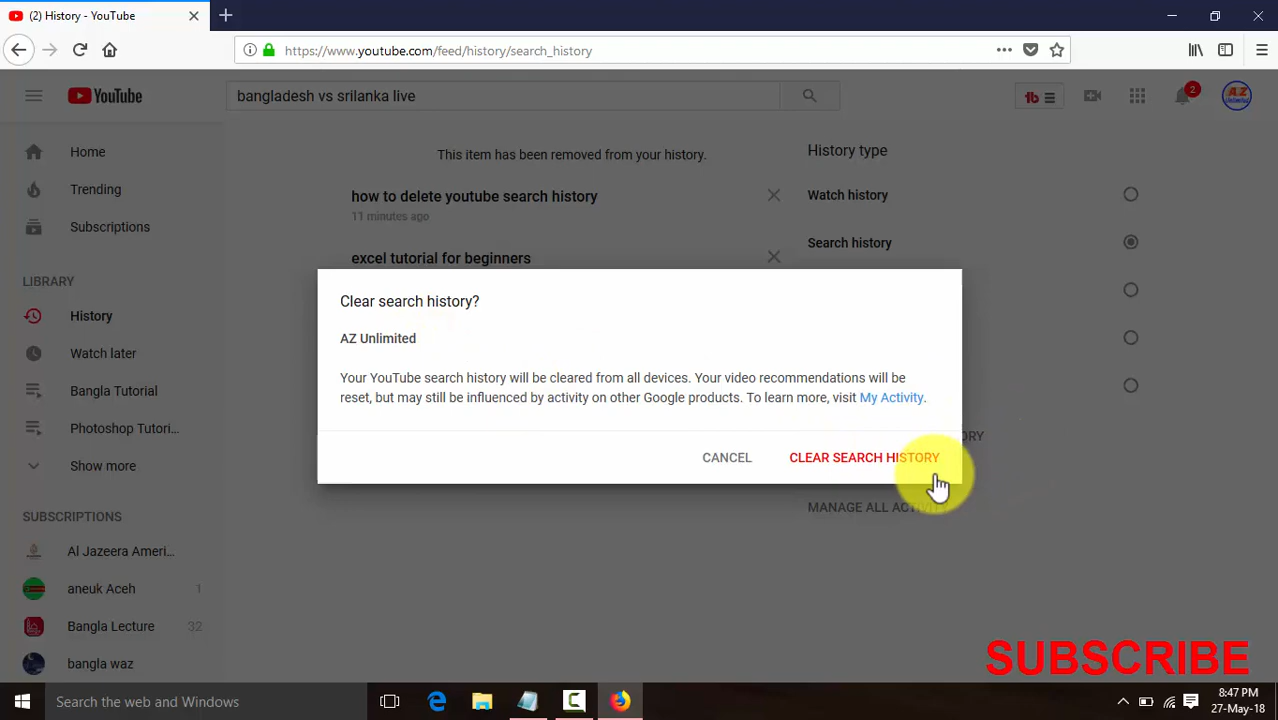 (2) History - YouTube
https://www.youtube.com/feed/history/search_history
YouTube
bangladesh vs srilanka live
2
AZ
Unlimited
Home
Trending
Subscriptions
LIBRARY
History
Watch later
Bangla Tutorial
Photoshop Tutori...
Show more
SUBSCRIPTIONS
Al Jazeera Ameri...
aneuk Aceh 1
Bangla Lecture 32
bangla waz
This item has been removed from your history.
how to delete youtube search history
11 minutes ago
excel tutorial for beginners
History type
Watch history
Search history
Clear search history?
AZ Unlimited
Your YouTube search history will be cleared from all devices. Your video recommendations will be
reset, but may still be influenced by activity on other Google products. To learn more, visit My Activity.
CANCEL CLEAR SEARCH HISTORY
MANAGE ALL ACTIVITY
SUBSCRIBE
Search the web and Windows
8:47 PM
27-May-18